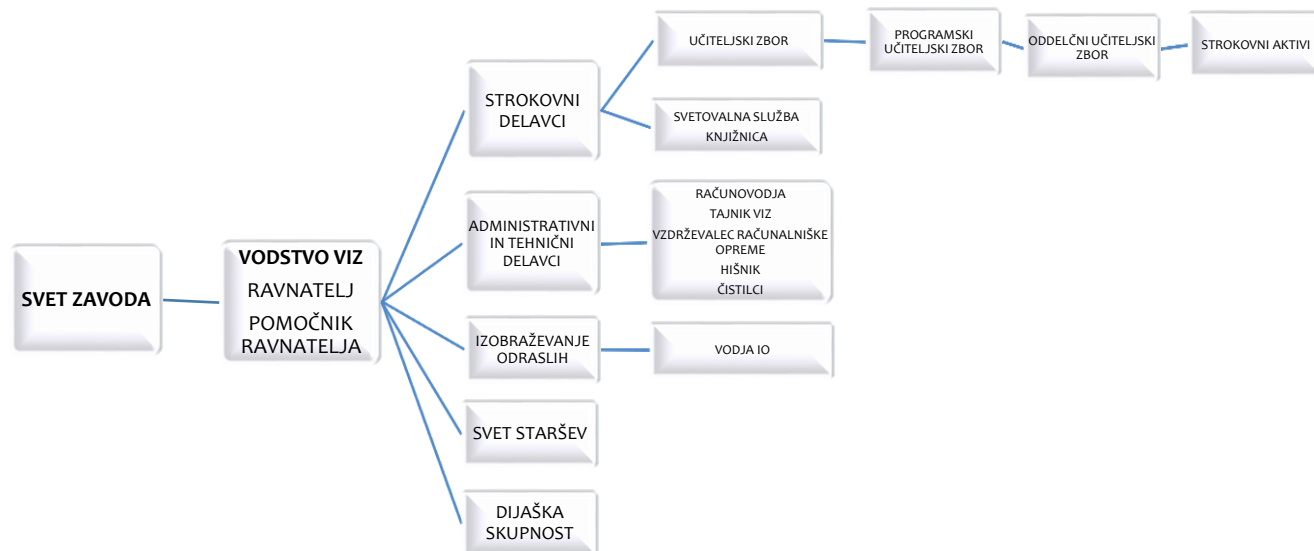 SVET ZAVODA
VODSTVO VIZ
RAVNATELJ
POMOČNIK
RAVNATELJA
STROKOVNI
DELAVCI
UČITELJSKI ZBOR
PROGRAMSKI
UČITELJSKI ZBOR
ODDELČNI UČITELJSKI
ZBOR
STROKOVNI AKTIVI
SVETOVALNA SLUŽBA
KNJIŽNICA
ADMINISTRATIVNI
IN TEHNIČNI
DELAVCI
RAČUNOVODJA
TAJNIK VIZ
VZDRŽEVALEC RAČUNALNIŠKE
OPREME
HIŠNIK
ČISTILCI
IZOBRAŽEVANJE
ODRASLIH
VODJA IO
SVET STARŠEV
DIJAŠKA
SKUPNOST